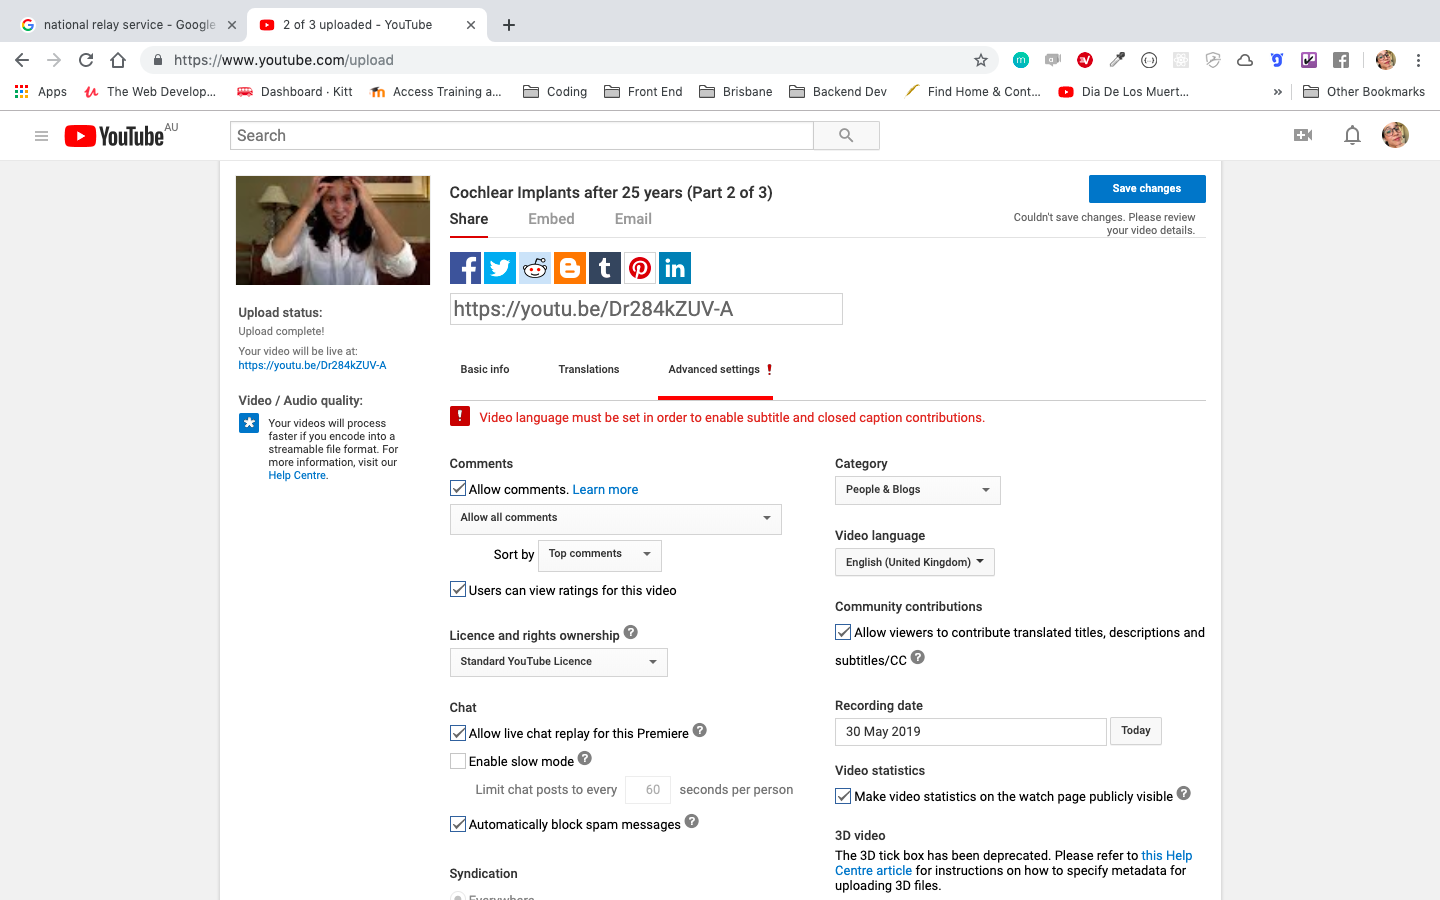 national relay service - Google
2 of 3 uploaded - YouTube
https://www.youtube.com/upload
Apps
The Web Develop...
Dashboard · Kitt
Access Training a...
Coding
Front End
Brisbane
Backend Dev
Find Home & Cont...
Dia De Los Muert...
»
Other Bookmarks
YouTube AU
Search
Cochlear Implants after 25 years (Part 2 of 3)
Save changes
Share
Embed
Email
Couldn't save changes. Please review
your video details.
https://youtu.be/Dr284kZUV-A
Upload status:
Upload complete!
Your video will be live at:
https://youtu.be/Dr284kZUV-A
Video / Audio quality:
Your videos will process
faster if you encode into a
streamable file format. For
more information, visit our
Help Centre.
Basic info
Translations
Advanced settings !
! Video language must be set in order to enable subtitle and closed caption contributions.
Comments
Allow comments. Learn more
Allow all comments
Sort by Top comments
Users can view ratings for this video
Licence and rights ownership ?
Standard YouTube Licence
Chat
Allow live chat replay for this Premiere ?
Enable slow mode ?
Limit chat posts to every 60 seconds per person
Automatically block spam messages ?
Syndication
Everywhere
Category
People & Blogs
Video language
English (United Kingdom)
Community contributions
Allow viewers to contribute translated titles, descriptions and
subtitles/CC ?
Recording date
30 May 2019
Today
Video statistics
Make video statistics on the watch page publicly visible ?
3D video
The 3D tick box has been deprecated. Please refer to this Help
Centre article for instructions on how to specify metadata for
uploading 3D files.